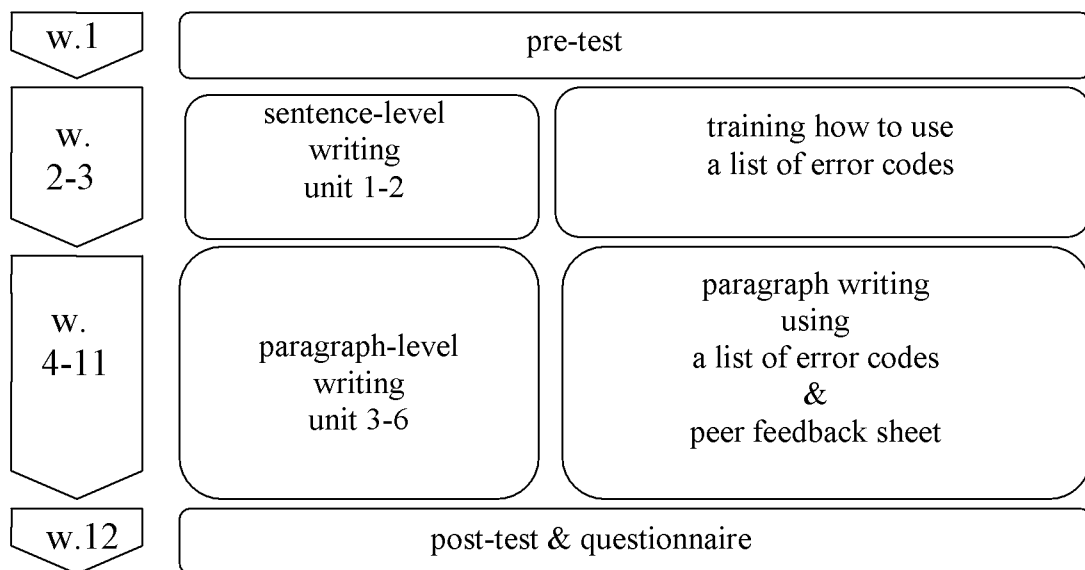 w.1
pre-test
w.
2-3
sentence-level
writing
unit 1-2
training how to use
a list of error codes
w.
4-11
paragraph-level
writing
unit 3-6
paragraph writing
using
a list of error codes
&
peer feedback sheet
w.12
post-test & questionnaire